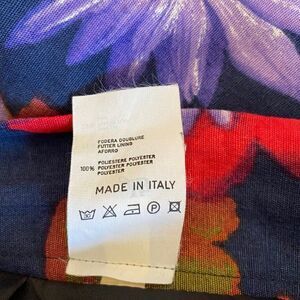 FODERA DOUBLURE
FUTTER LINING
AFORRO
100% POLIESTERE POLYESTER
POLYESTER POLYESTER
POLYESTER
MADE IN ITALY
P